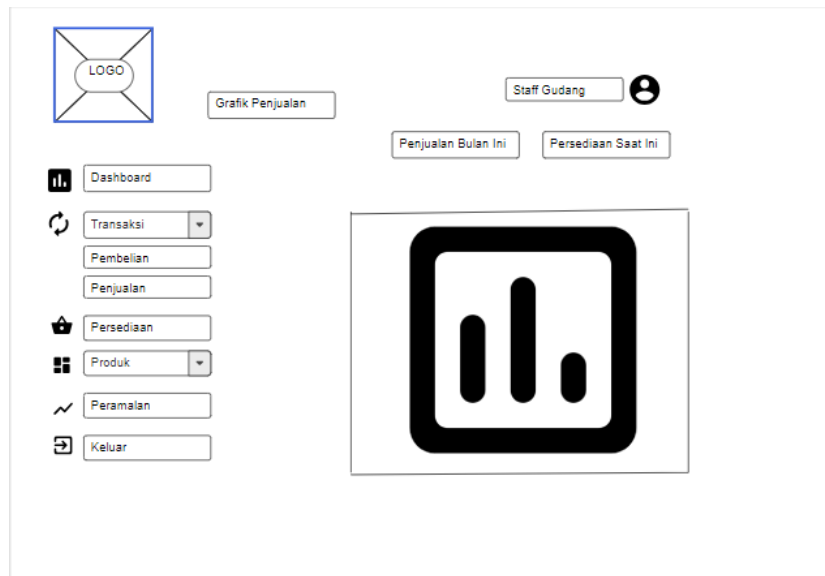 LOGO
Grafik Penjualan
Staff Gudang
Penjualan Bulan Ini
Persediaan Saat Ini
Dashboard
Transaksi
Pembelian
Penjualan
Persediaan
Produk
Peramalan
Keluar